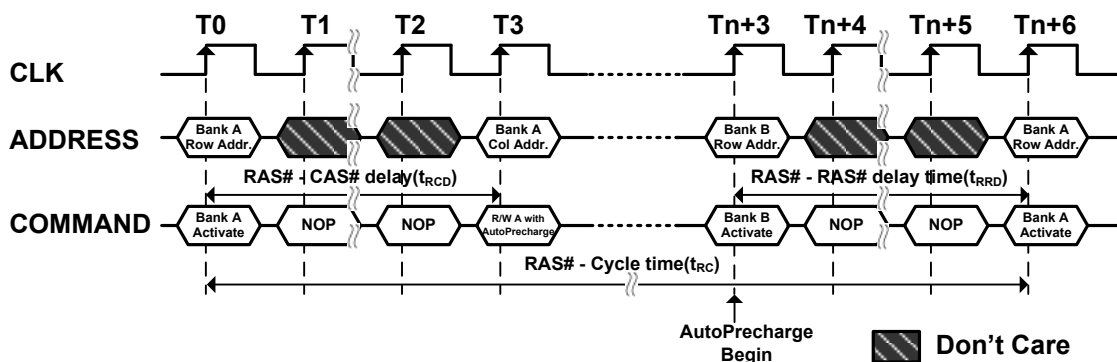 T0 T1 T2 T3 Tn+3 Tn+4 Tn+5 Tn+6
CLK
ADDRESS
Bank A
Row Addr.
Bank A
Col Addr.
Bank B
Row Addr.
Bank A
Row Addr.
RAS# - CAS# delay(tRCD)
RAS# - RAS# delay time(tRRD)
COMMAND
Bank A
Activate
NOP
NOP
R/W A with
AutoPrecharge
Bank B
Activate
NOP
NOP
Bank A
Activate
RAS# - Cycle time(tRC)
AutoPrecharge
Begin
Don't Care